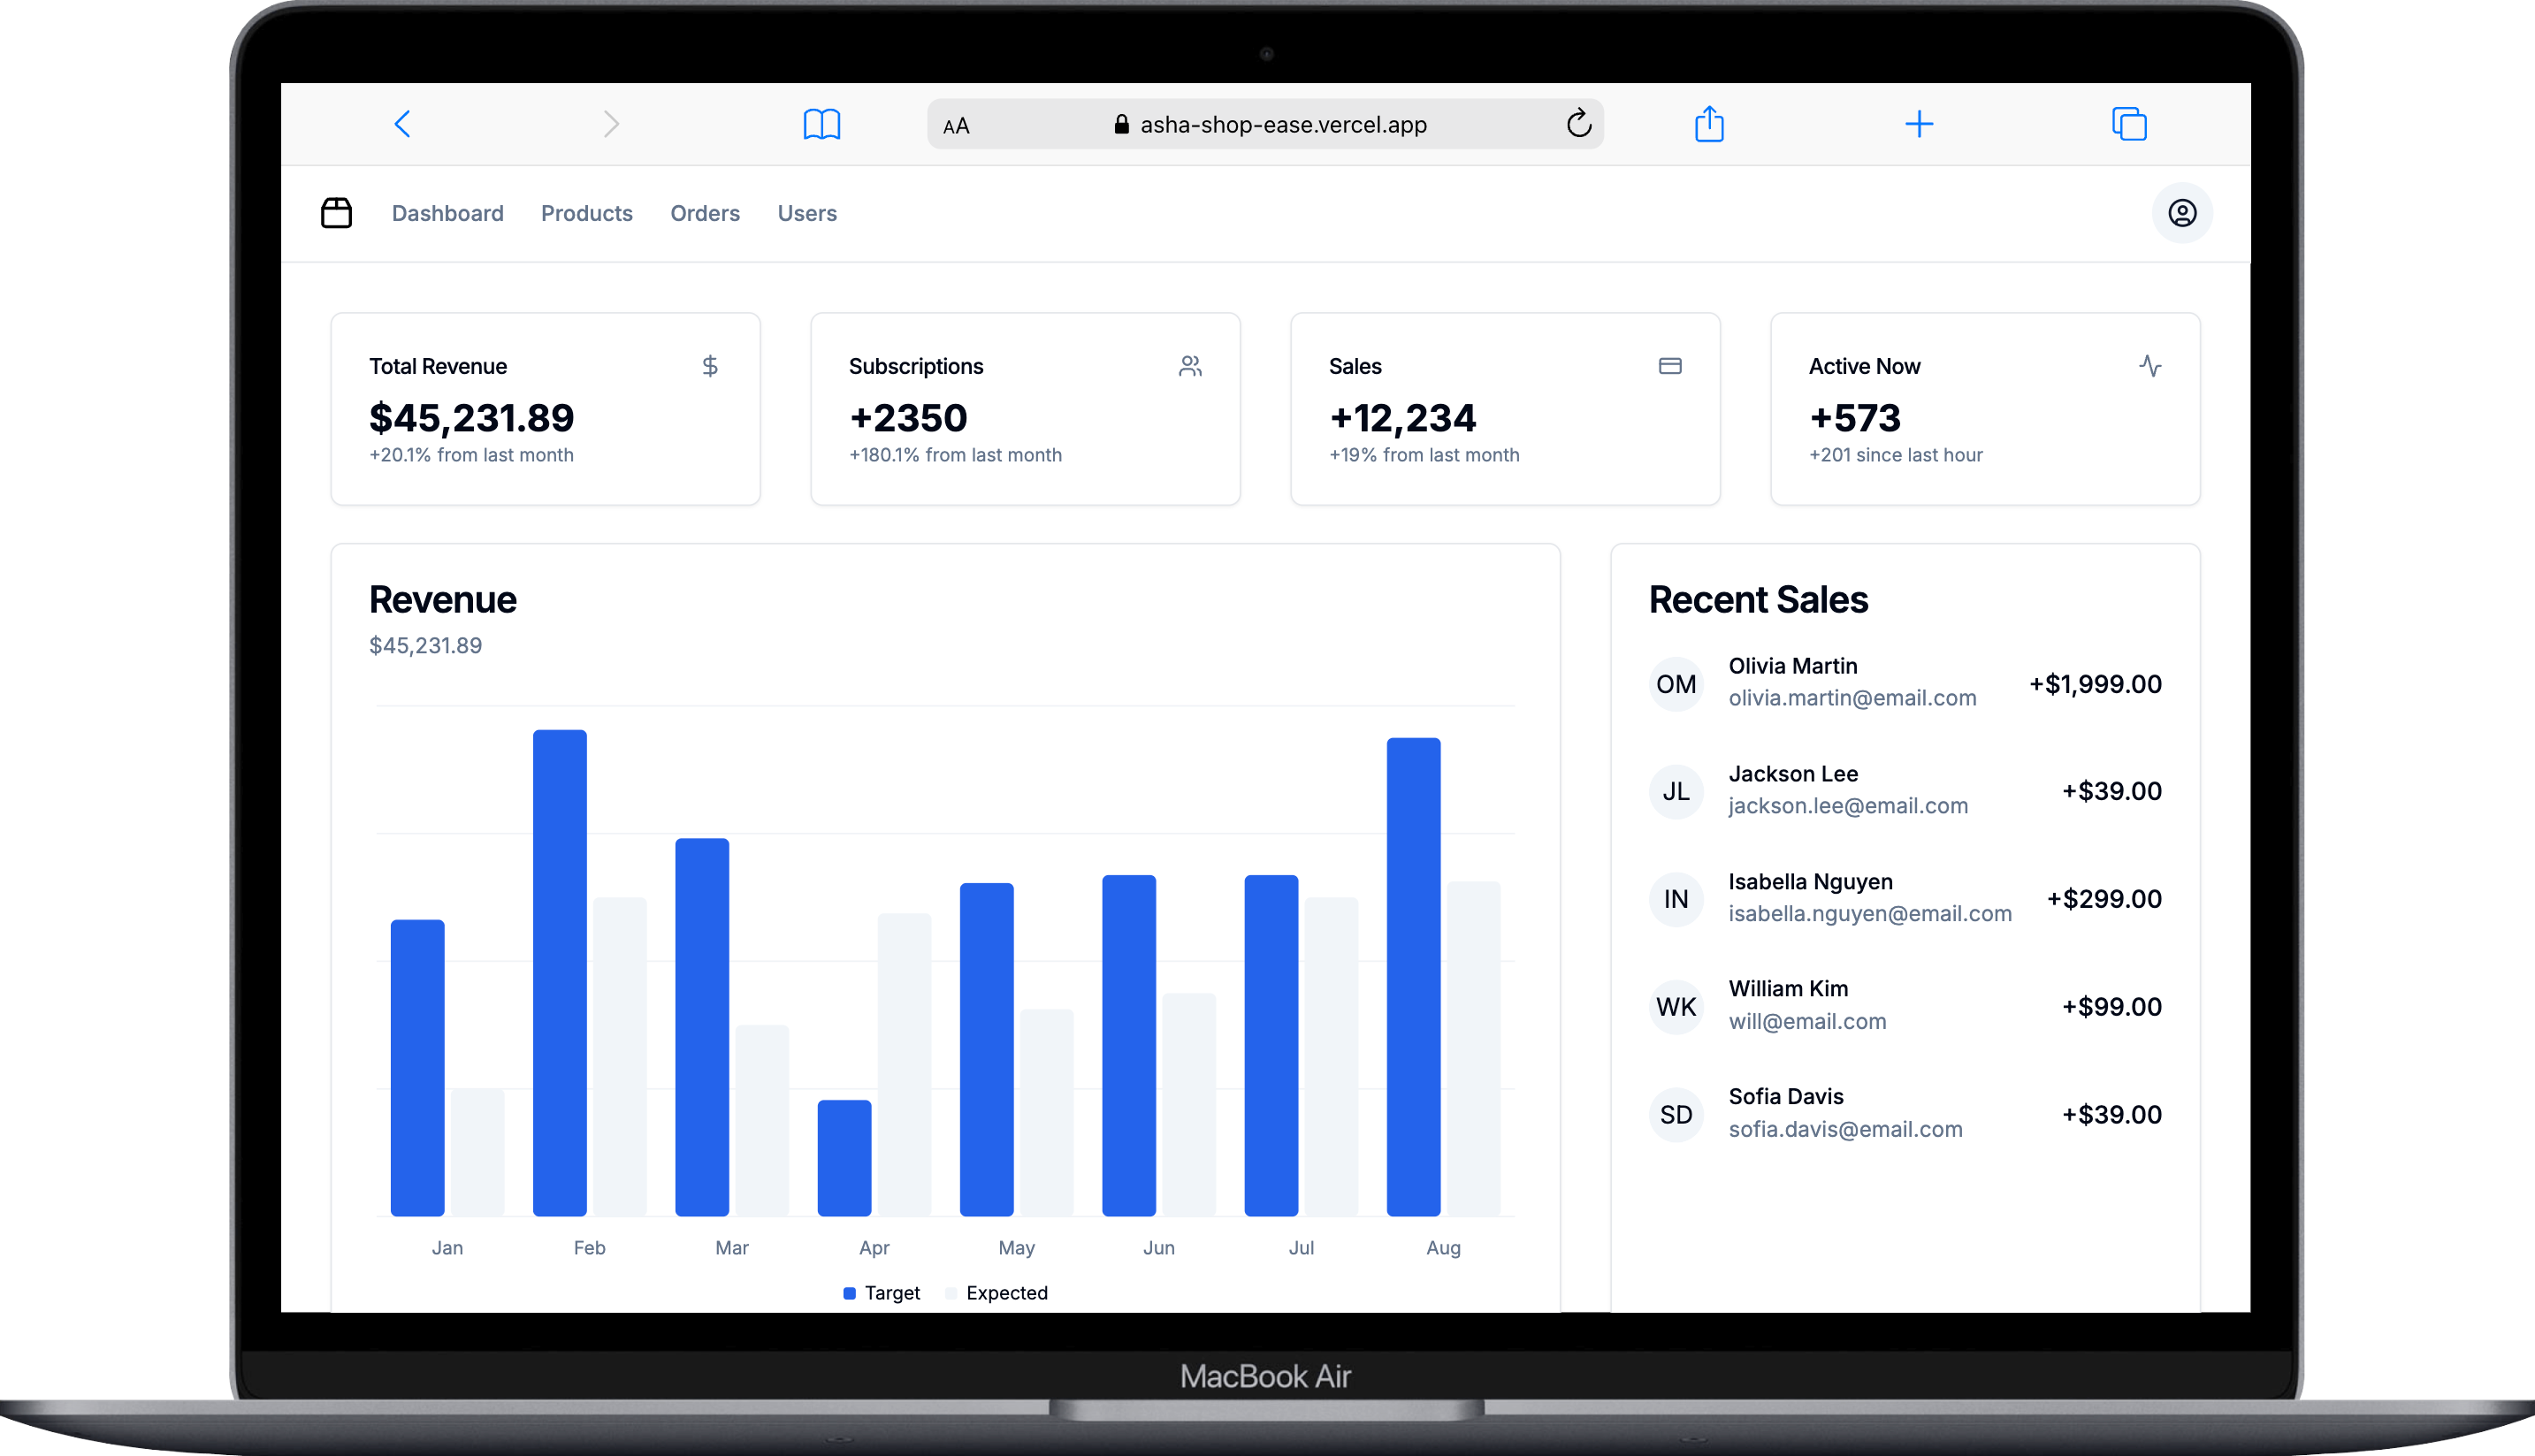 AA asha-shop-ease.vercel.app
Dashboard Products Orders Users
Total Revenue
$45,231.89
+20.1% from last month
Subscriptions
+2350
+180.1% from last month
Sales
+12,234
+19% from last month
Active Now
+573
+201 since last hour
Revenue
$45,231.89
Jan Feb Mar Apr May Jun Jul Aug
Target Expected
Recent Sales
OM Olivia Martin
olivia.martin@email.com
+$1,999.00
JL Jackson Lee
jackson.lee@email.com
+$39.00
IN Isabella Nguyen
isabella.nguyen@email.com
+$299.00
WK William Kim
will@email.com
+$99.00
SD Sofia Davis
sofia.davis@email.com
+$39.00
MacBook Air